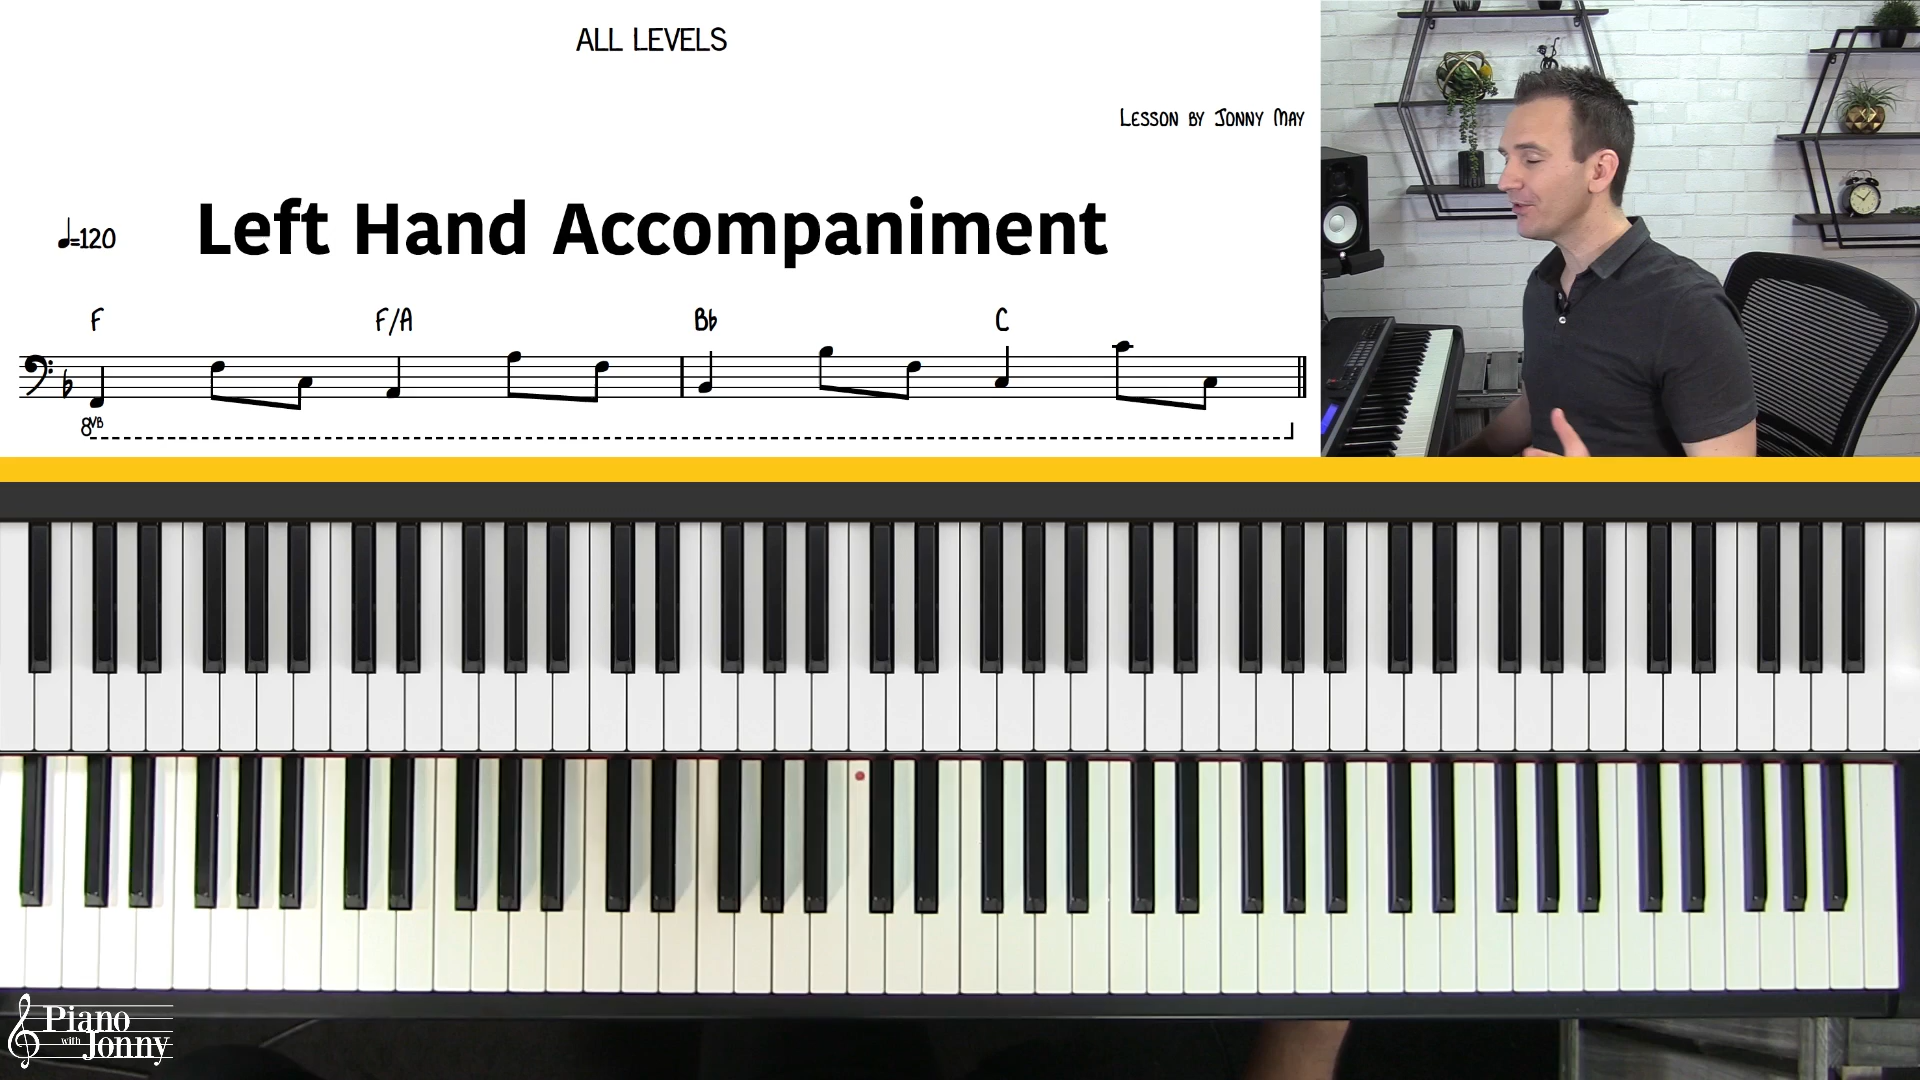 ALL LEVELS
LESSON BY JONNY MAY
Left Hand Accompaniment
♩=120
F F/A B♭ C
8VB
Piano
with Jonny